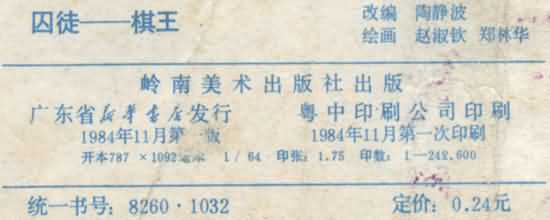 囚徒——棋王
改编 陶静波
绘画 赵淑钦 郑林华
岭南美术出版社出版
广东省新华书店发行 粤中印刷公司印刷
1984年11月第一版 1984年11月第一次印刷
开本787×1092毫米 1/64 印张:1.75 印数:1—242,600
统一书号:8260·1032 定价:0.24元